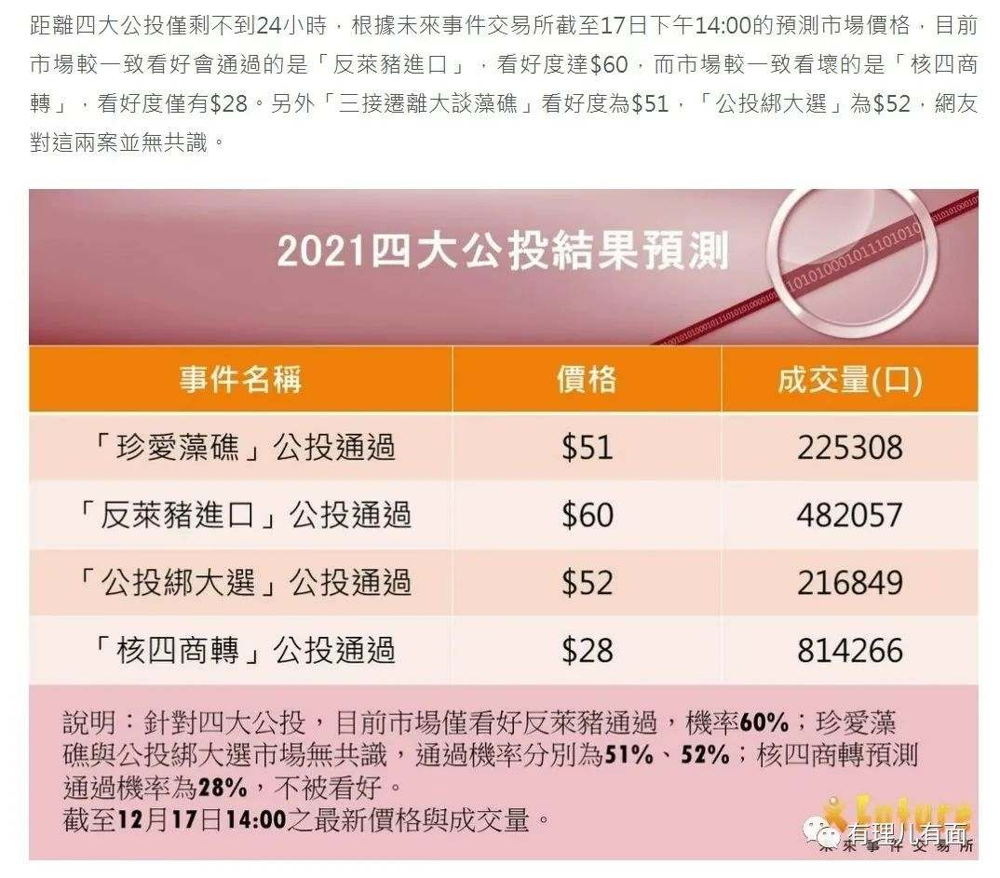 距離四大公投僅剩不到24小時，根據未來事件交易所截至17日下午14:00的預測市場價格，目前
市場較一致看好會通過的是「反萊豬進口」，看好度達$60，而市場較一致看壞的是「核四商
轉」，看好度僅有$28。另外「三接遷離大談藻礁」看好度為$51，「公投綁大選」為$52，網友
對這兩案並無共識。
2021四大公投結果預測
事件名稱 價格 成交量(口)
「珍愛藻礁」公投通過 $51 225308
「反萊豬進口」公投通過 $60 482057
「公投綁大選」公投通過 $52 216849
「核四商轉」公投通過 $28 814266
說明：針對四大公投，目前市場僅看好反萊豬通過，機率60%；珍愛藻
礁與公投綁大選市場無共識，通過機率分別為51%、52%；核四商轉預測
通過機率為28%，不被看好。
截至12月17日14:00之最新價格與成交量。
Future
有理儿有面
未來事件交易所